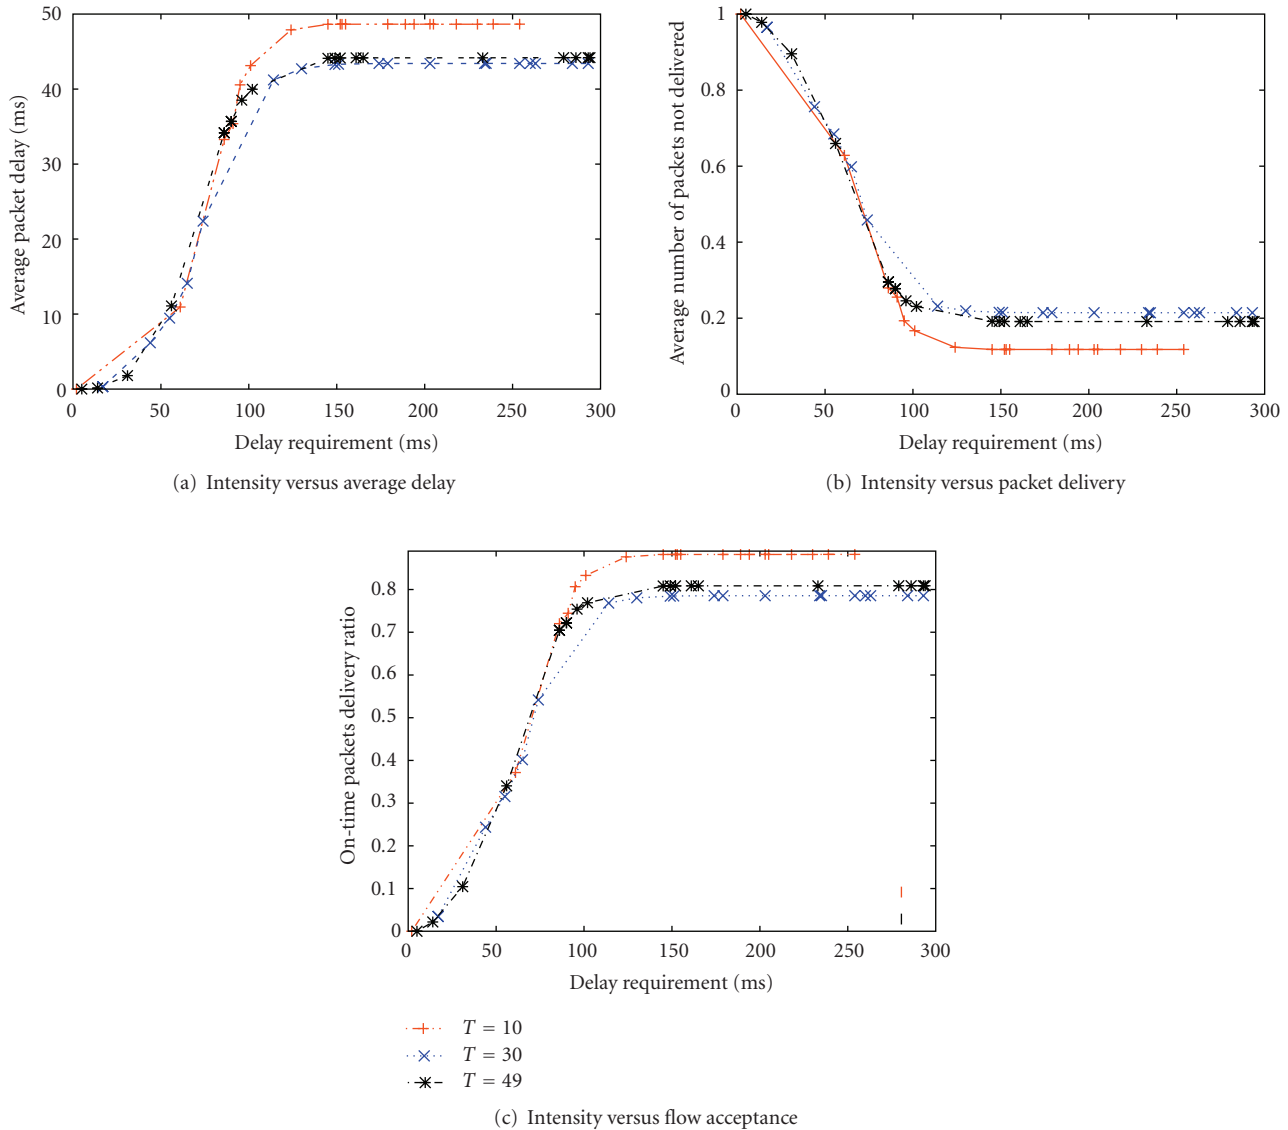 50
40
30
20
10
0
Average packet delay (ms)
0 50 100 150 200 250 300
Delay requirement (ms)
(a) Intensity versus average delay
1
0.8
0.6
0.4
0.2
0
Average number of packets not delivered
0 50 100 150 200 250 300
Delay requirement (ms)
(b) Intensity versus packet delivery
0.8
0.7
0.6
0.5
0.4
0.3
0.2
0.1
0
On-time packets delivery ratio
0 50 100 150 200 250 300
Delay requirement (ms)
T = 10
T = 30
T = 49
(c) Intensity versus flow acceptance